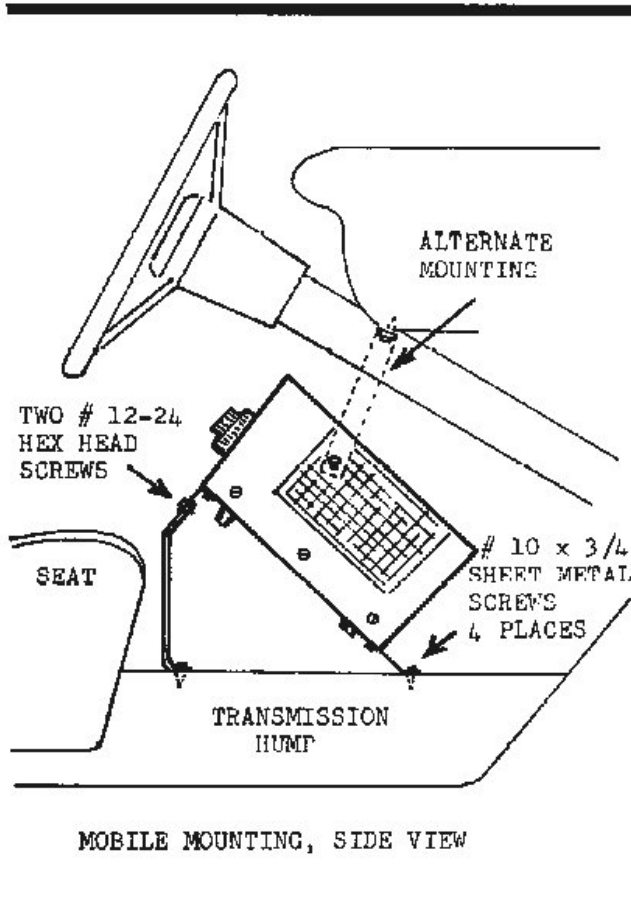 ALTERNATE
MOUNTING
TWO # 12-24
HEX HEAD
SCREWS
SEAT
# 10 x 3/4
SHEET METAL
SCREWS
4 PLACES
TRANSMISSION
HUMP
MOBILE MOUNTING, SIDE VIEW